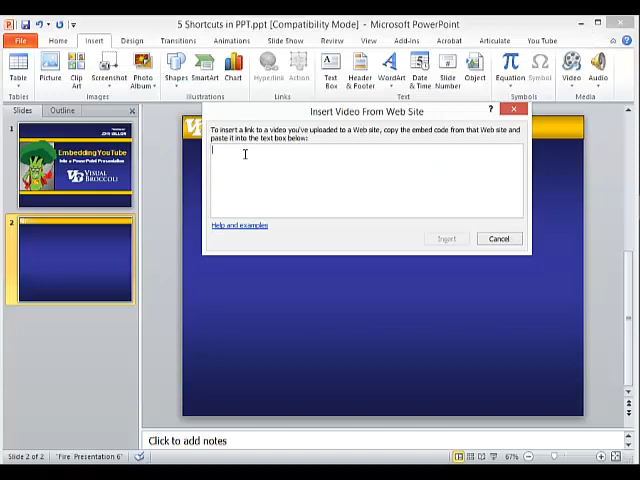 5 Shortcuts in PPT.ppt [Compatibility Mode] - Microsoft PowerPoint
File Home Insert Design Transitions Animations Slide Show Review View Add-Ins Acrobat Articulate You Tube
Table Picture Clip Art Screenshot Photo Album Shapes SmartArt Chart Hyperlink Action Text Box Header & Footer WordArt Date & Time Slide Number Object Equation Symbol Video Audio
Tables Images Illustrations Links Text Symbols Media
Slides Outline
Insert Video From Web Site
To insert a link to a video you've uploaded to a Web site, copy the embed code from that Web site and
paste it into the text box below:
Help and examples
Insert Cancel
1
Embedding YouTube
Into a PowerPoint Presentation
VISUAL
BROCCOLI
2
Click to add notes
Slide 2 of 2 "Fire Presentation 6" 67%